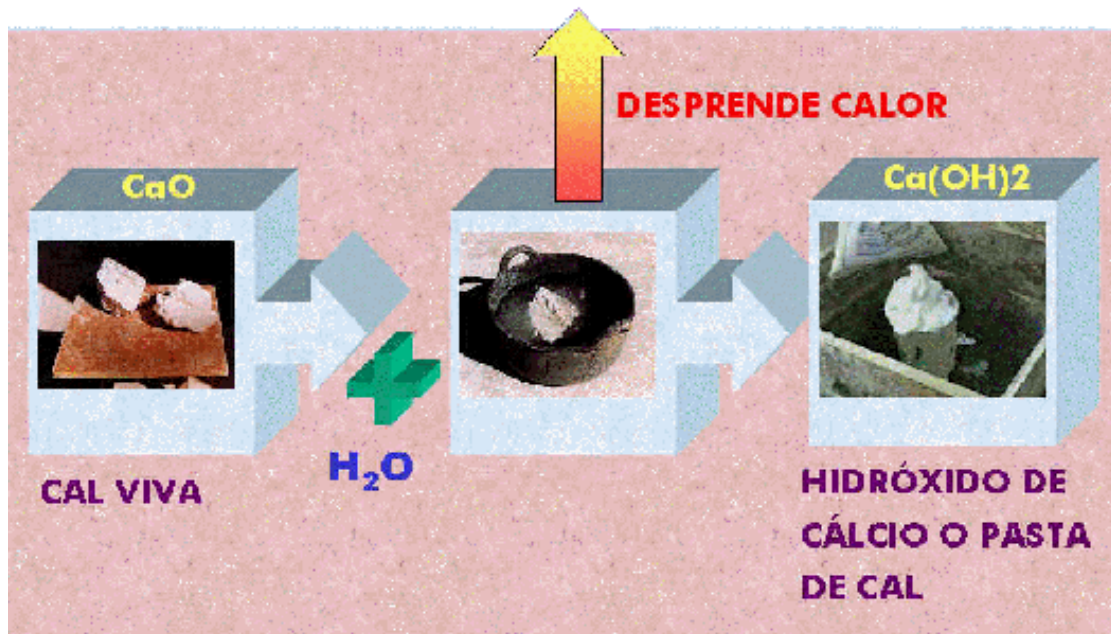 DESPRENDE CALOR
CaO
Ca(OH)2
CAL VIVA
H₂O
HIDRÓXIDO DE
CÁLCIO O PASTA
DE CAL